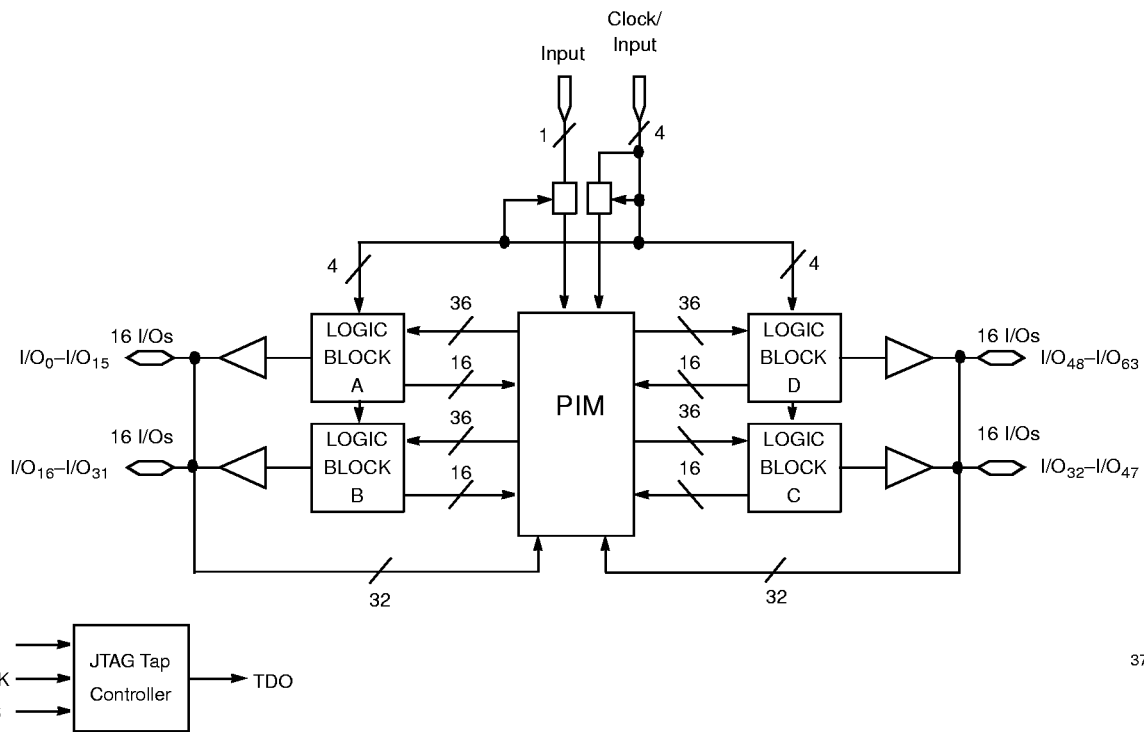 Clock/
Input
Input
1
4
4
4
16 I/Os
I/O0–I/O15
LOGIC
BLOCK
A
36
16
PIM
36
16
LOGIC
BLOCK
D
16 I/Os
I/O48–I/O63
16 I/Os
I/O16–I/O31
LOGIC
BLOCK
B
36
16
36
16
LOGIC
BLOCK
C
16 I/Os
I/O32–I/O47
32
32
JTAG Tap
Controller
TDO
K
37